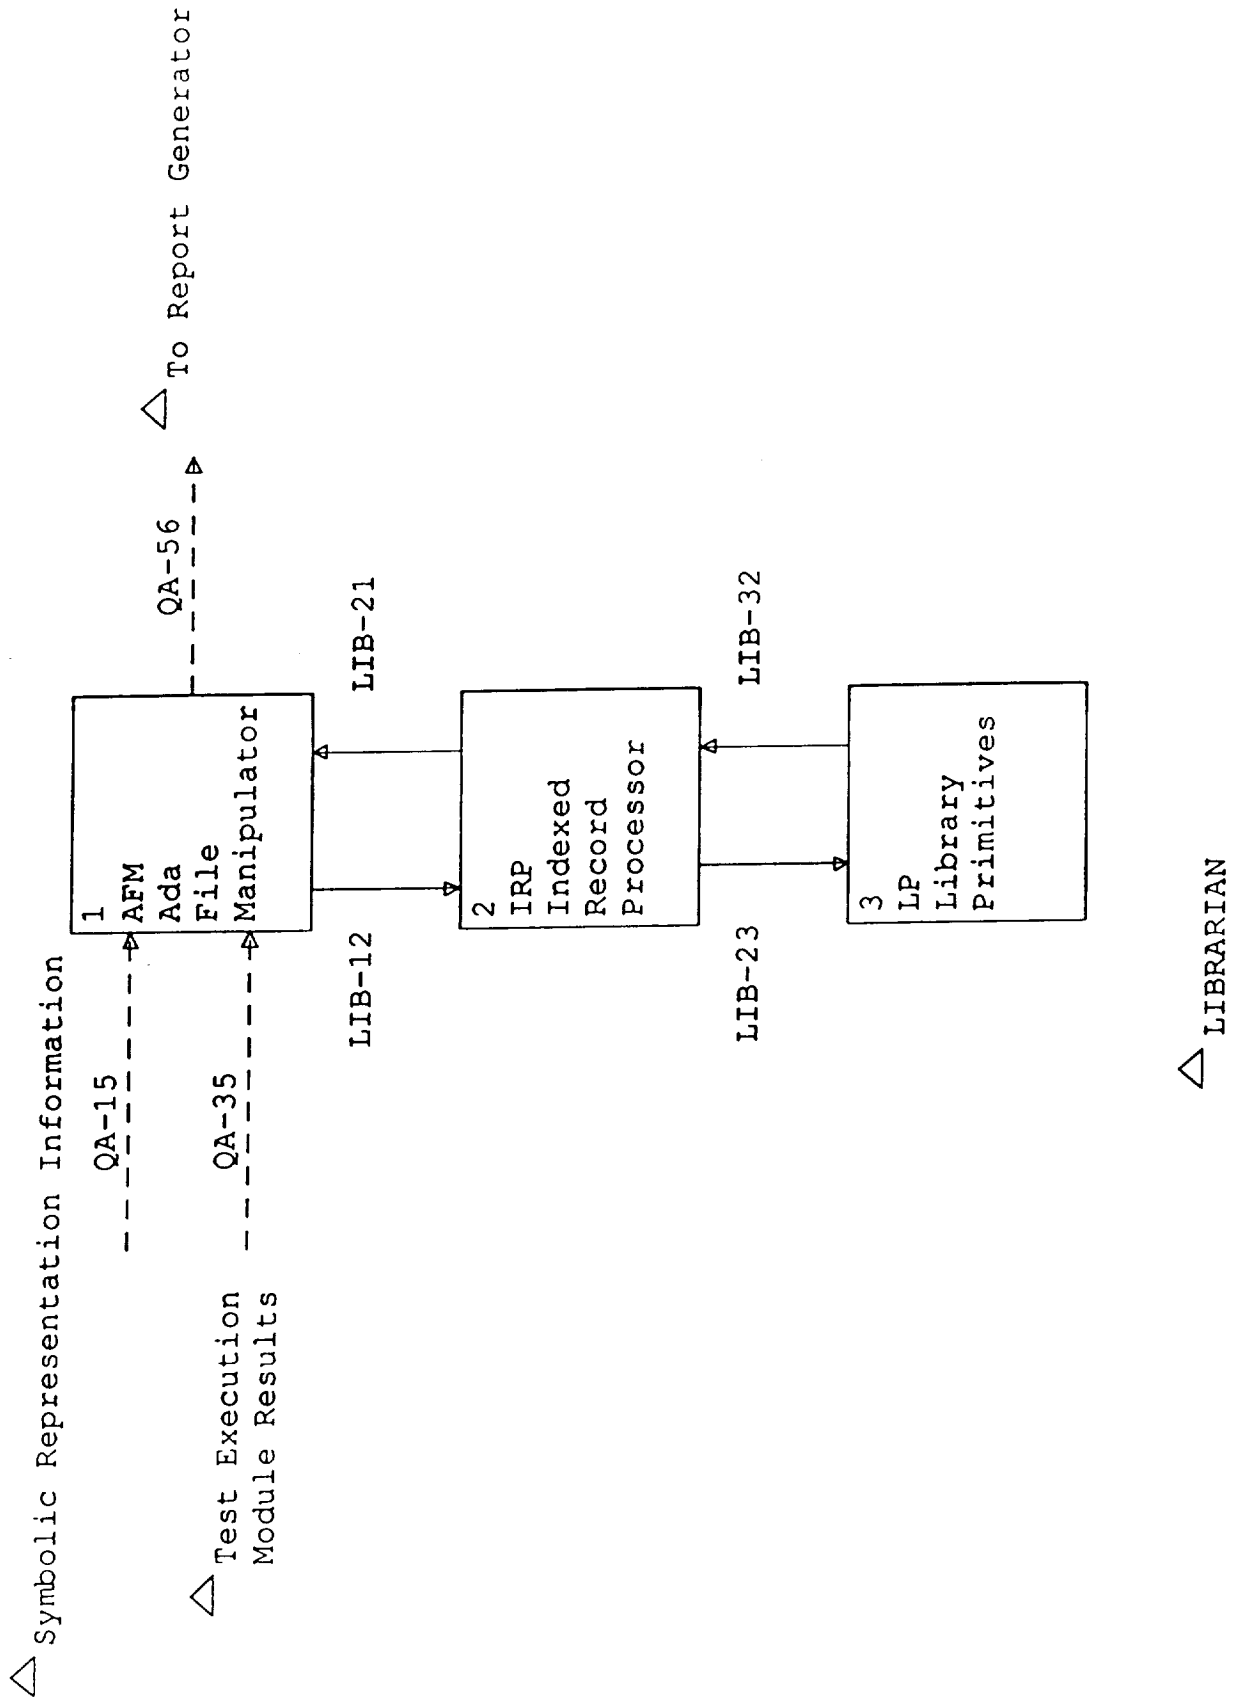 Symbolic Representation Information
QA-15
Test Execution
Module Results
QA-35
1
AFM
Ada
File
Manipulator
QA-56
To Report Generator
LIB-12
LIB-21
2
IRP
Indexed
Record
Processor
LIB-23
LIB-32
3
LP
Library
Primitives
LIBRARIAN